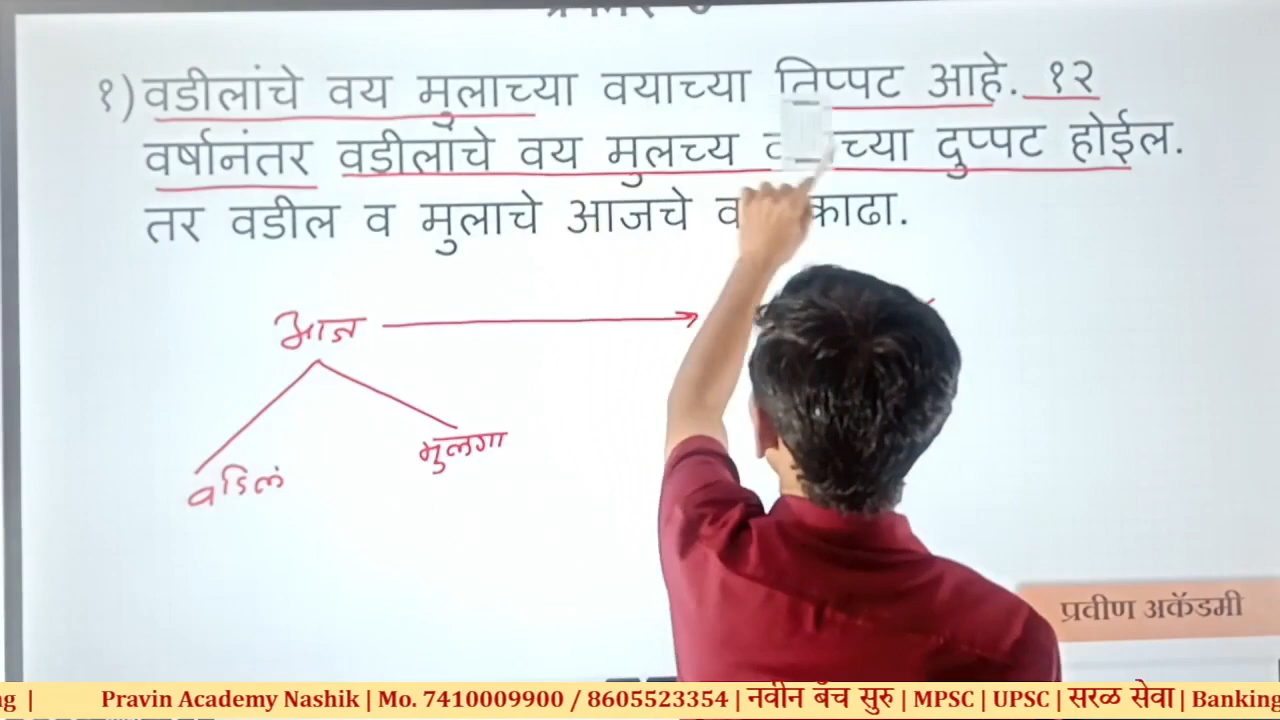 १) वडीलांचे वय मुलाच्या वयाच्या तिप्पट आहे. १२
वर्षानंतर वडीलांचे वय मुलच्य च्या दुप्पट होईल.
तर वडील व मुलाचे आजचे काढा.
आज
वडिलं
मुलगा
प्रवीण अकॅडमी
ng | Pravin Academy Nashik | Mo. 7410009900 / 8605523354 | नवीन बॅच सुरु | MPSC | UPSC | सरळ सेवा | Banking